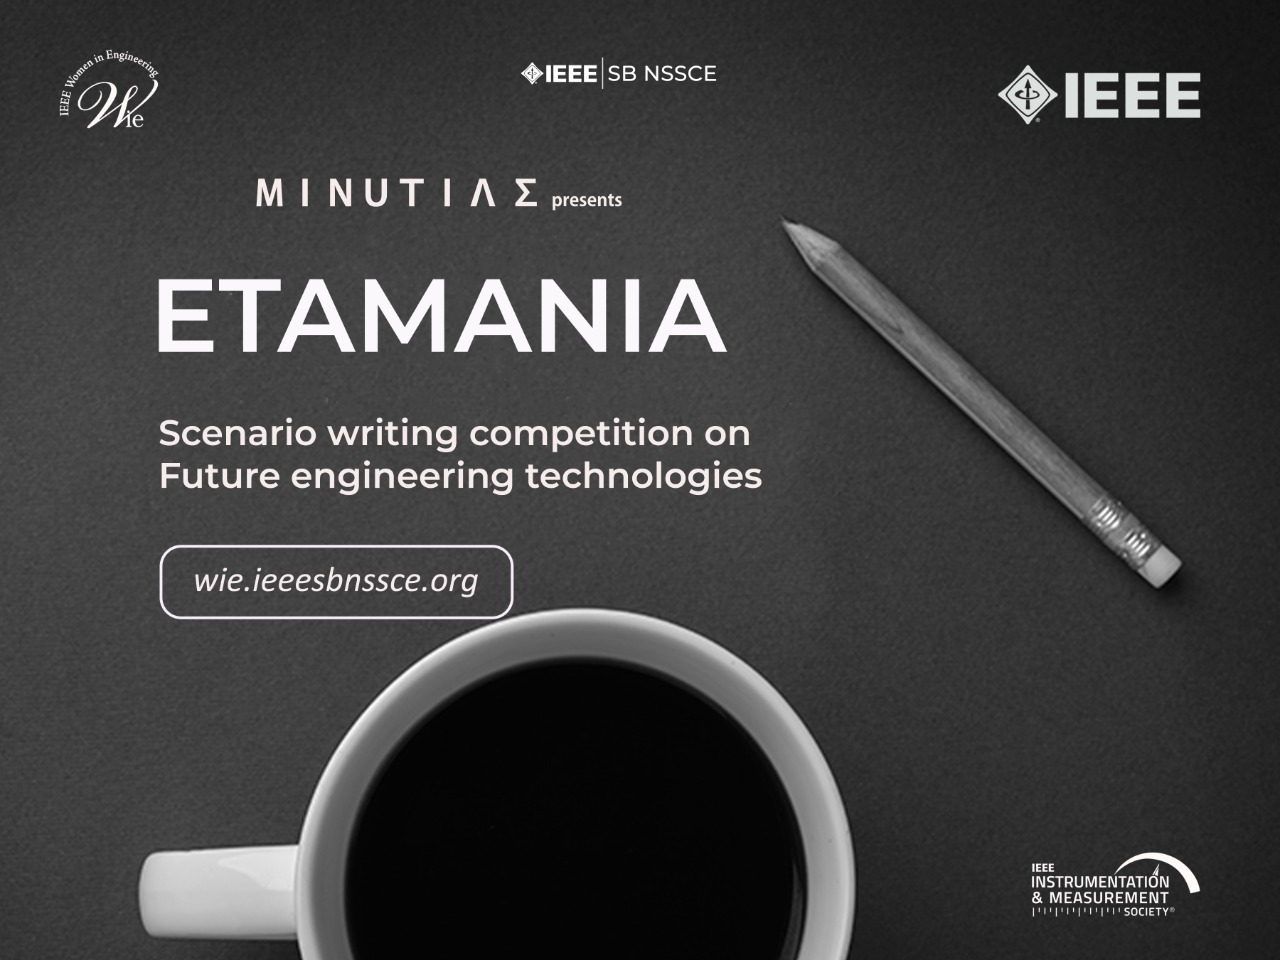 IEEE Women in Engineering
Wie
IEEE SB NSSCE
IEEE
MINUTIΛΣ presents
ETAMANIA
Scenario writing competition on
Future engineering technologies
wie.ieeesbnssce.org
IEEE
INSTRUMENTATION
& MEASUREMENT
SOCIETY®